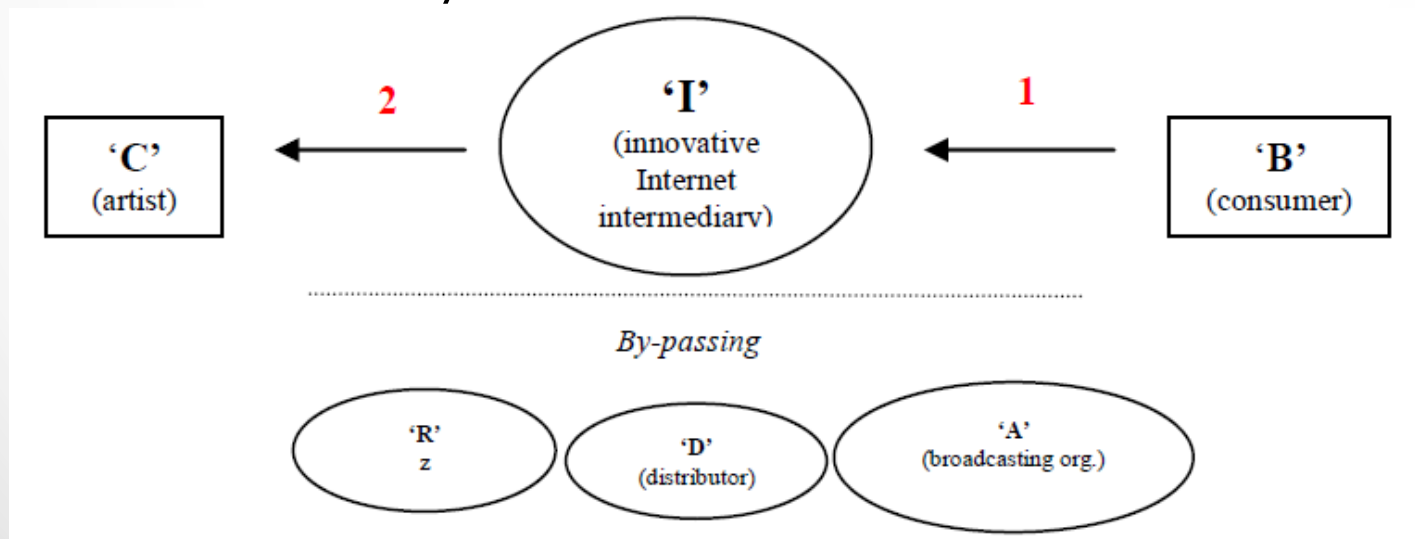 2
1
‘I’
(innovative
Internet
intermediary)
‘C’
(artist)
‘B’
(consumer)
By-passing
‘R’
z
‘D’
(distributor)
‘A’
(broadcasting org.)